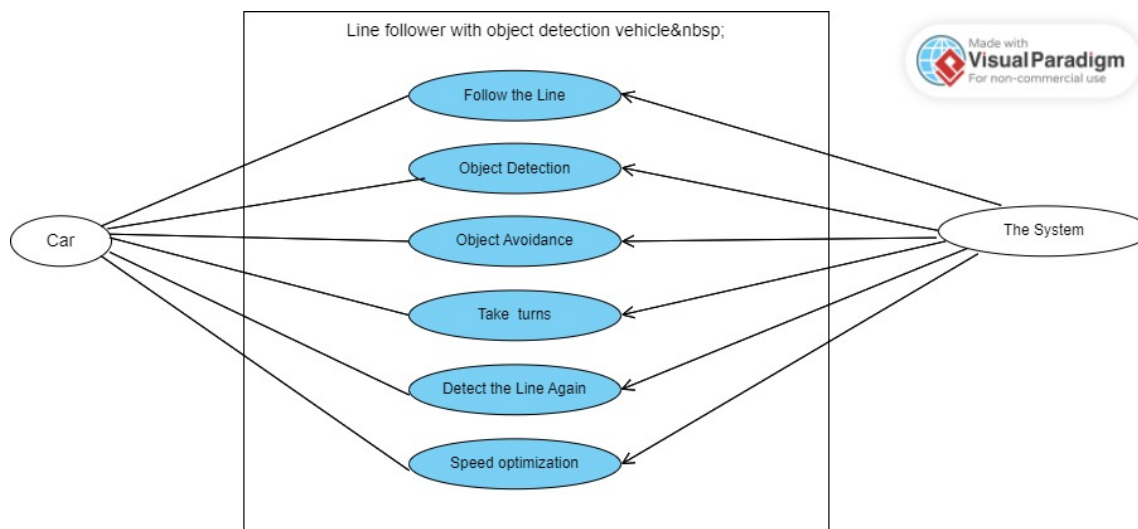 Line follower with object detection vehicle&nbsp;
Made with
Visual Paradigm
For non-commercial use
Follow the Line
Object Detection
Object Avoidance
Car
The System
Take turns
Detect the Line Again
Speed optimization